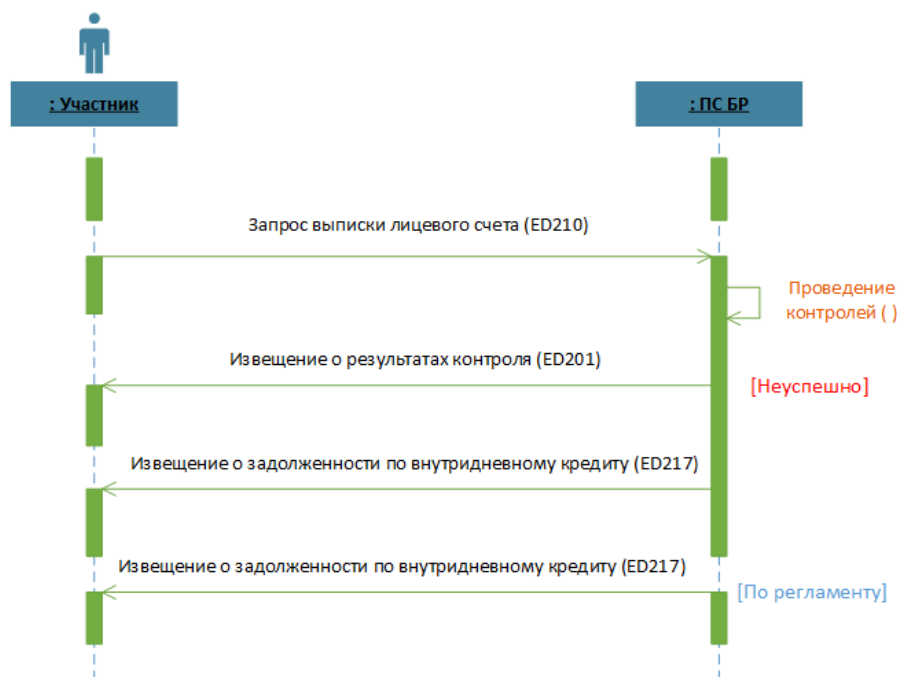 : Участник
: ПС БР
Запрос выписки лицевого счета (ED210)
Проведение
контролей ( )
Извещение о результатах контроля (ED201)
[Неуспешно]
Извещение о задолженности по внутридневному кредиту (ED217)
Извещение о задолженности по внутридневному кредиту (ED217)
[По регламенту]